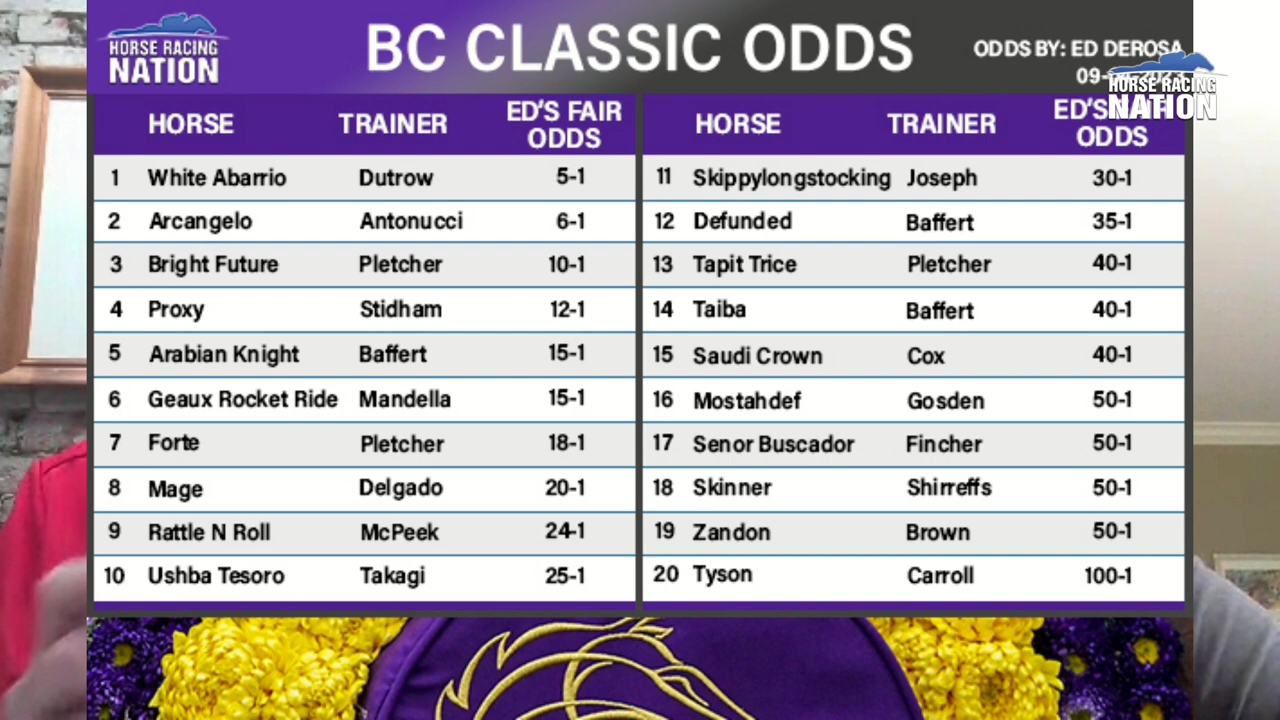 HORSE RACING
NATION
BC CLASSIC ODDS
ODDS BY: ED DEROSA
HORSE RACING
NATION
HORSE TRAINER ED'S FAIR ODDS
1 White Abarrio Dutrow 5-1
2 Arcangelo Antonucci 6-1
3 Bright Future Pletcher 10-1
4 Proxy Stidham 12-1
5 Arabian Knight Baffert 15-1
6 Geaux Rocket Ride Mandella 15-1
7 Forte Pletcher 18-1
8 Mage Delgado 20-1
9 Rattle N Roll McPeek 24-1
10 Ushba Tesoro Takagi 25-1
HORSE TRAINER ED'S ODDS
11 Skippylongstocking Joseph 30-1
12 Defunded Baffert 35-1
13 Tapit Trice Pletcher 40-1
14 Taiba Baffert 40-1
15 Saudi Crown Cox 40-1
16 Mostahdef Gosden 50-1
17 Senor Buscador Fincher 50-1
18 Skinner Shirreffs 50-1
19 Zandon Brown 50-1
20 Tyson Carroll 100-1